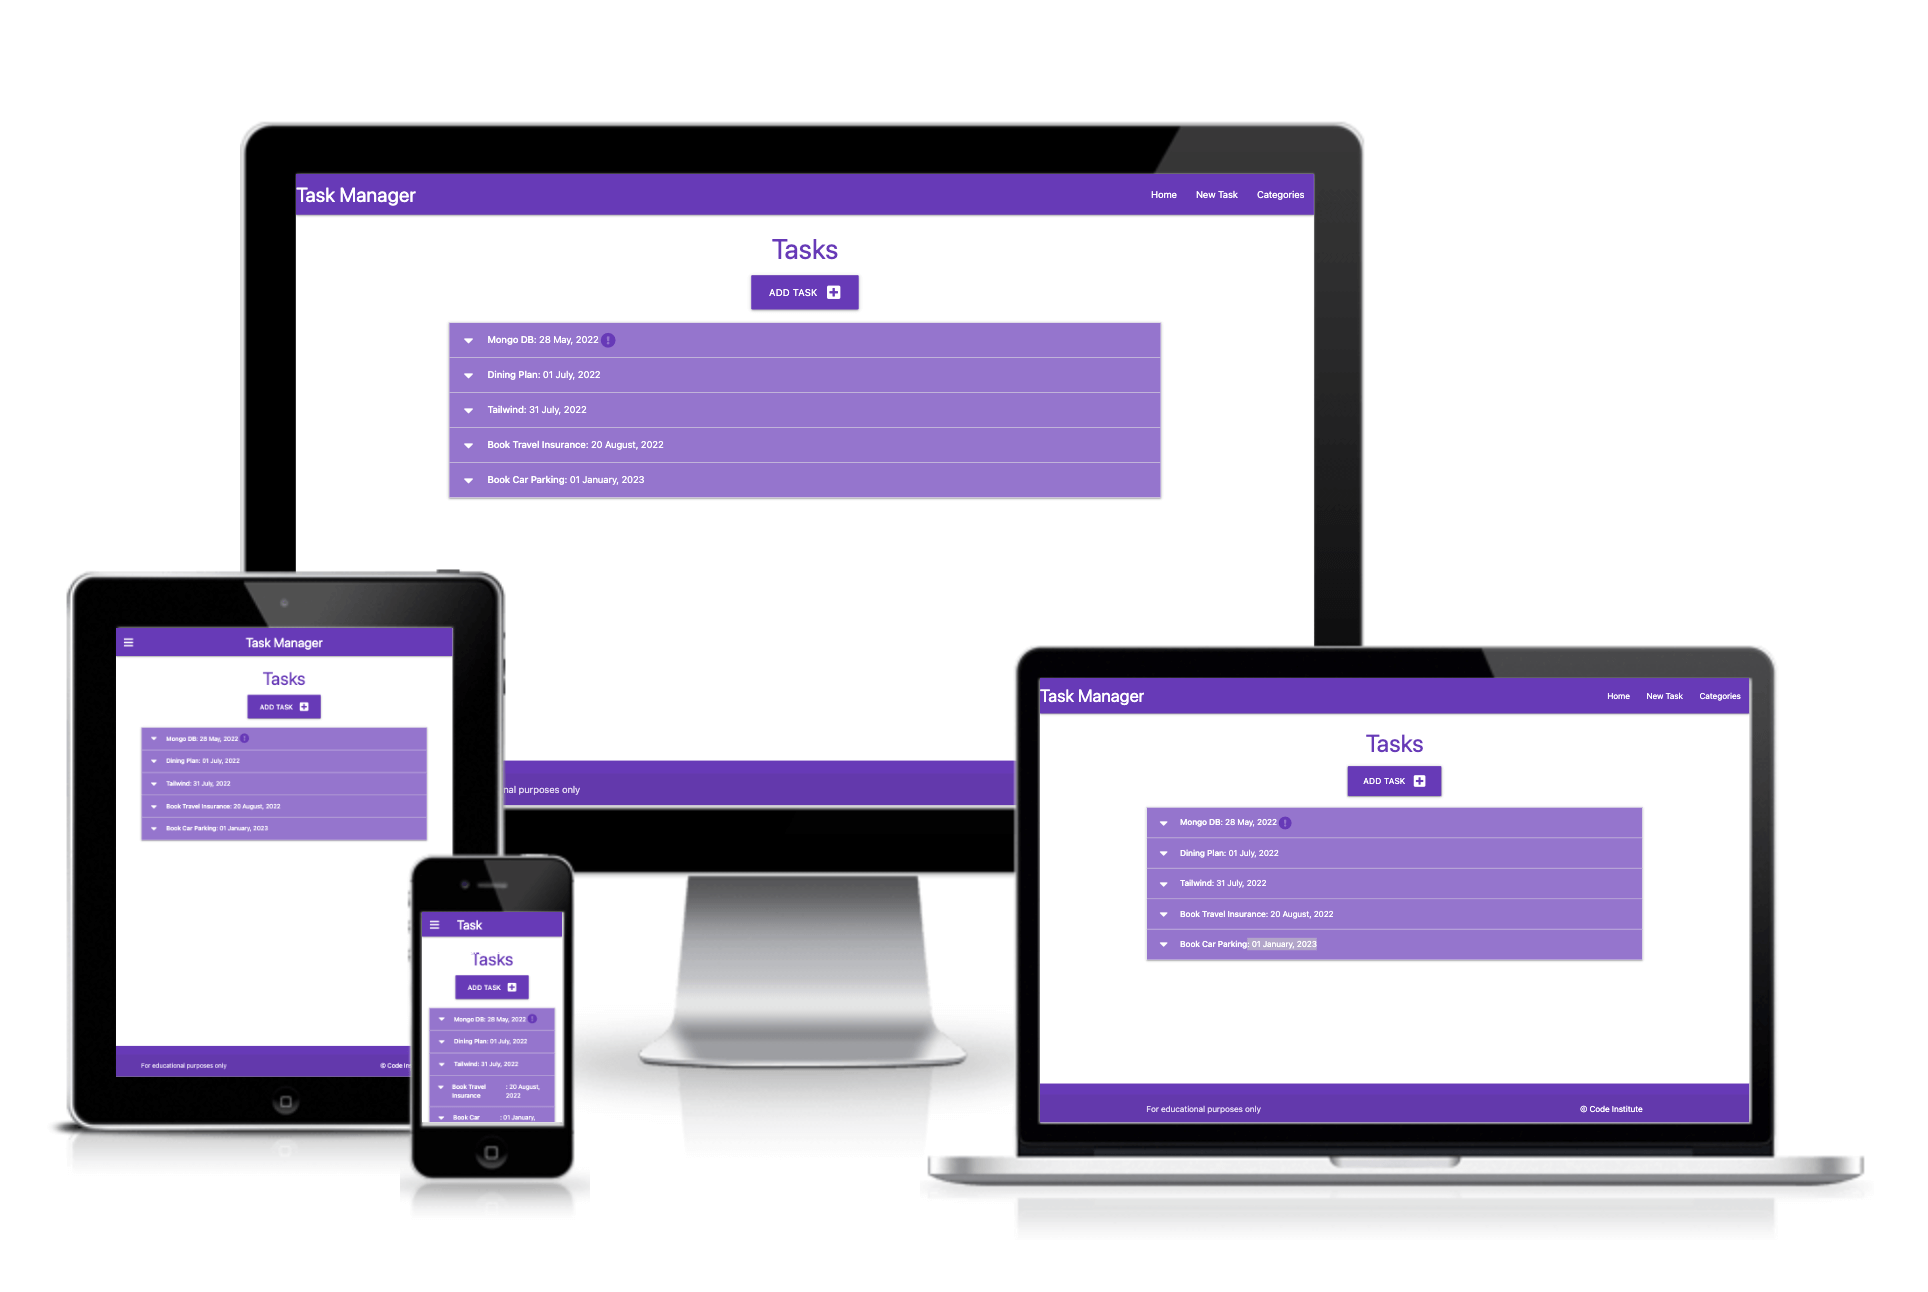 Task Manager
Home New Task Categories
Tasks
ADD TASK
Mongo DB: 28 May, 2022
Dining Plan: 01 July, 2022
Tailwind: 31 July, 2022
Book Travel Insurance: 20 August, 2022
Book Car Parking: 01 January, 2023
purposes only
Task Manager
Tasks
ADD TASK
Mongo DB: 28 May, 2022
Dining Plan: 01 July, 2022
Tailwind: 31 July, 2022
Book Travel Insurance: 20 August, 2022
Book Car Parking: 01 January, 2023
For educational purposes only
© Code
Task
Tasks
ADD TASK
Mongo DB: 28 May, 2022
Dining Plan: 01 July, 2022
Tailwind: 31 July, 2022
Book Travel : 20 August,
Insurance 2022
Book Car : 01 January,
Task Manager
Home New Task Categories
Tasks
ADD TASK
Mongo DB: 28 May, 2022
Dining Plan: 01 July, 2022
Tailwind: 31 July, 2022
Book Travel Insurance: 20 August, 2022
Book Car Parking: 01 January, 2023
For educational purposes only
© Code Institute